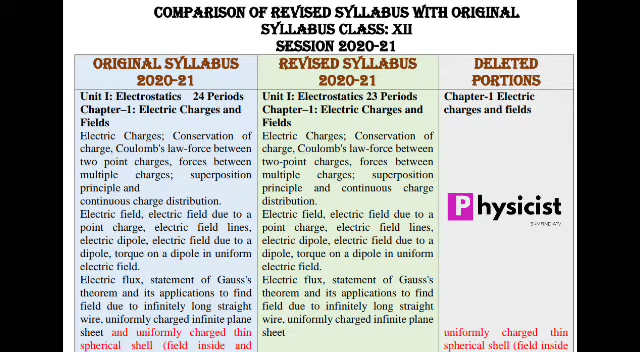 COMPARISON OF REVISED SYLLABUS WITH ORIGINAL
SYLLABUS CLASS: XII
SESSION 2020-21
ORIGINAL SYLLABUS
2020-21
Unit I: Electrostatics 24 Periods
Chapter–1: Electric Charges and
Fields
Electric Charges; Conservation of
charge, Coulomb's law-force between
two point charges, forces between
multiple charges; superposition
principle and
continuous charge distribution.
Electric field, electric field due to a
point charge, electric field lines,
electric dipole, electric field due to a
dipole, torque on a dipole in uniform
electric field.
Electric flux, statement of Gauss's
theorem and its applications to find
field due to infinitely long straight
wire, uniformly charged infinite plane
sheet and uniformly charged thin
spherical shell (field inside and
REVISED SYLLABUS
2020-21
Unit I: Electrostatics 23 Periods
Chapter–1: Electric Charges and
Fields
Electric Charges; Conservation of
charge, Coulomb's law-force between
two-point charges, forces between
multiple charges; superposition
principle and continuous charge
distribution.
Electric field, electric field due to a
point charge, electric field lines,
electric dipole, electric field due to a
dipole, torque on a dipole in uniform
electric field.
Electric flux, statement of Gauss's
theorem and its applications to find
field due to infinitely long straight
wire, uniformly charged infinite plane
sheet
DELETED
PORTIONS
Chapter-1 Electric
charges and fields
Physicist
uniformly charged thin
spherical shell (field inside